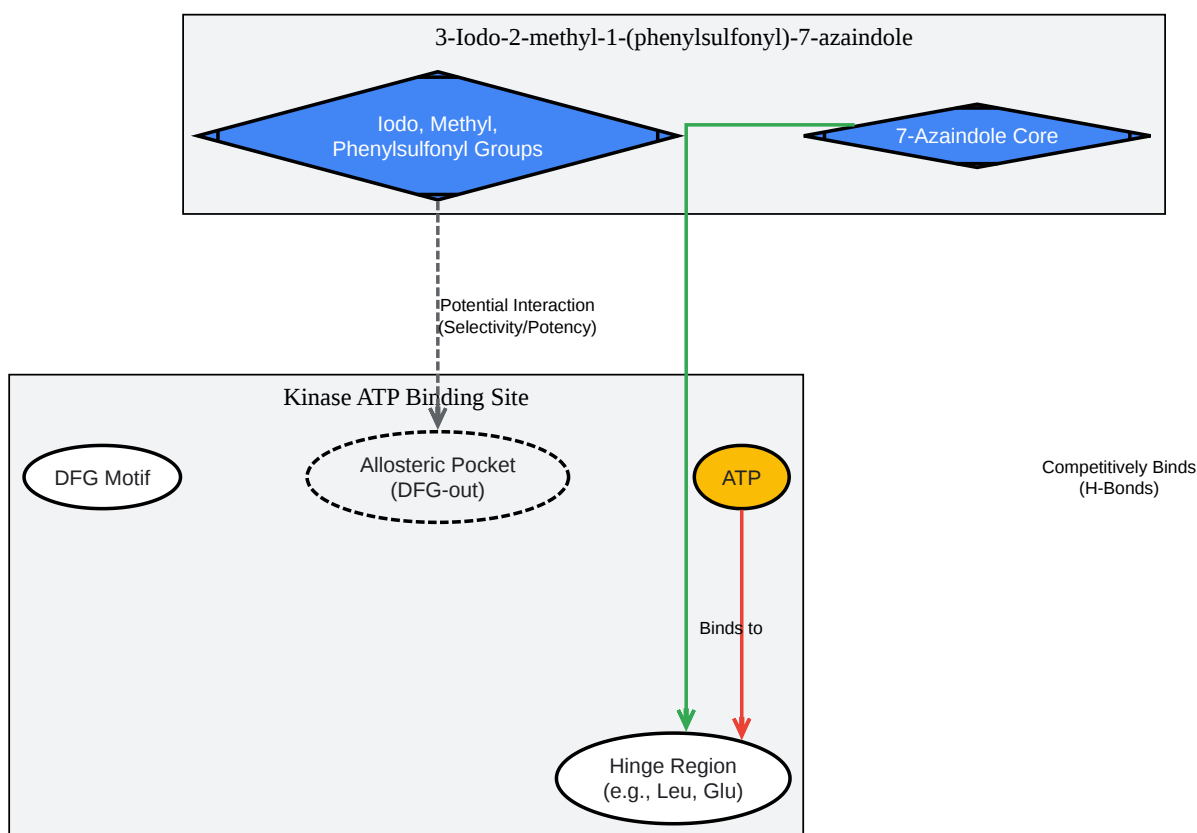 3-Iodo-2-methyl-1-(phenylsulfonyl)-7-azaindole
Iodo, Methyl,
Phenylsulfonyl Groups
7-Azaindole Core
Potential Interaction
(Selectivity/Potency)
Kinase ATP Binding Site
DFG Motif
Allosteric Pocket
(DFG-out)
ATP
Competitively Binds
(H-Bonds)
Binds to
Hinge Region
(e.g., Leu, Glu)